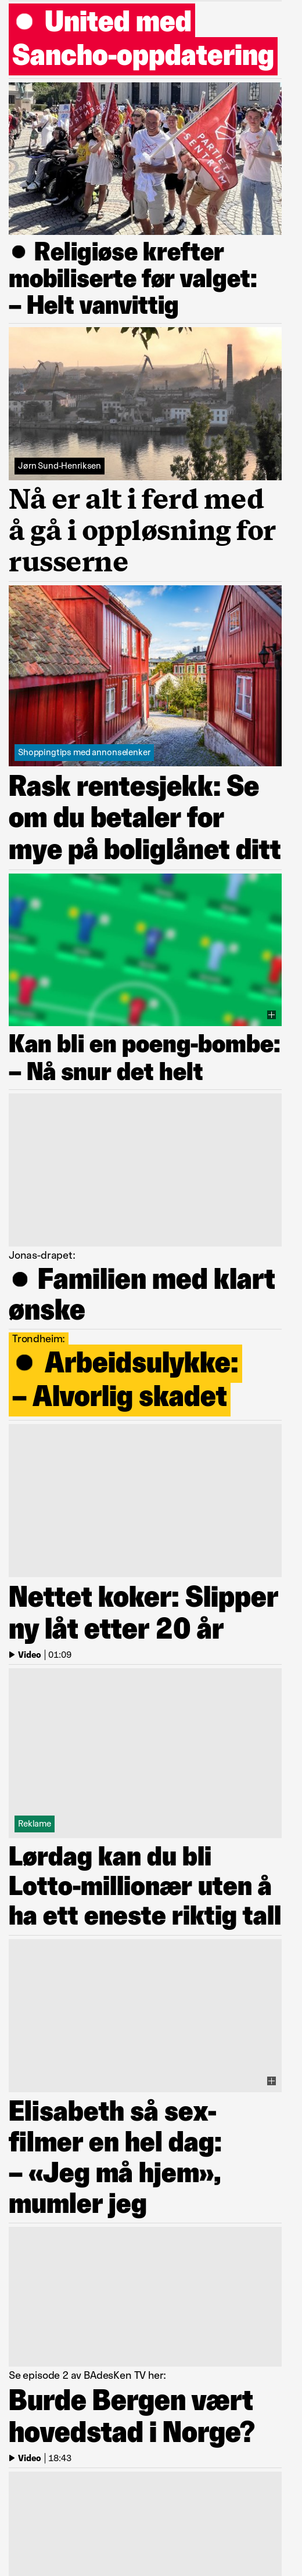 ● United med
Sancho-oppdatering
PARTIET
SENTRUM
● Religiøse krefter
mobiliserte før valget:
– Helt vanvittig
Jørn Sund-Henriksen
Nå er alt i ferd med
å gå i oppløsning for
russerne
Shoppingtips med annonselenker
Rask rentesjekk: Se
om du betaler for
mye på boliglånet ditt
Kan bli en poeng-bombe:
– Nå snur det helt
Jonas-drapet:
● Familien med klart
ønske
Trondheim:
● Arbeidsulykke:
– Alvorlig skadet
Nettet koker: Slipper
ny låt etter 20 år
Video | 01:09
Reklame
Lørdag kan du bli
Lotto-millionær uten å
ha ett eneste riktig tall
Elisabeth så sex-
filmer en hel dag:
– «Jeg må hjem»,
mumler jeg
Se episode 2 av BAdesKen TV her:
Burde Bergen vært
hovedstad i Norge?
Video | 18:43